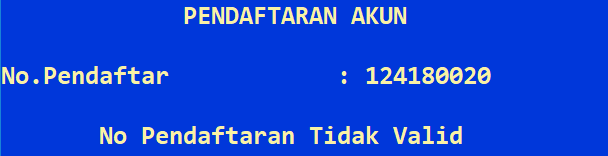 PENDAFTARAN AKUN
No.Pendaftar : 124180020
No Pendaftaran Tidak Valid